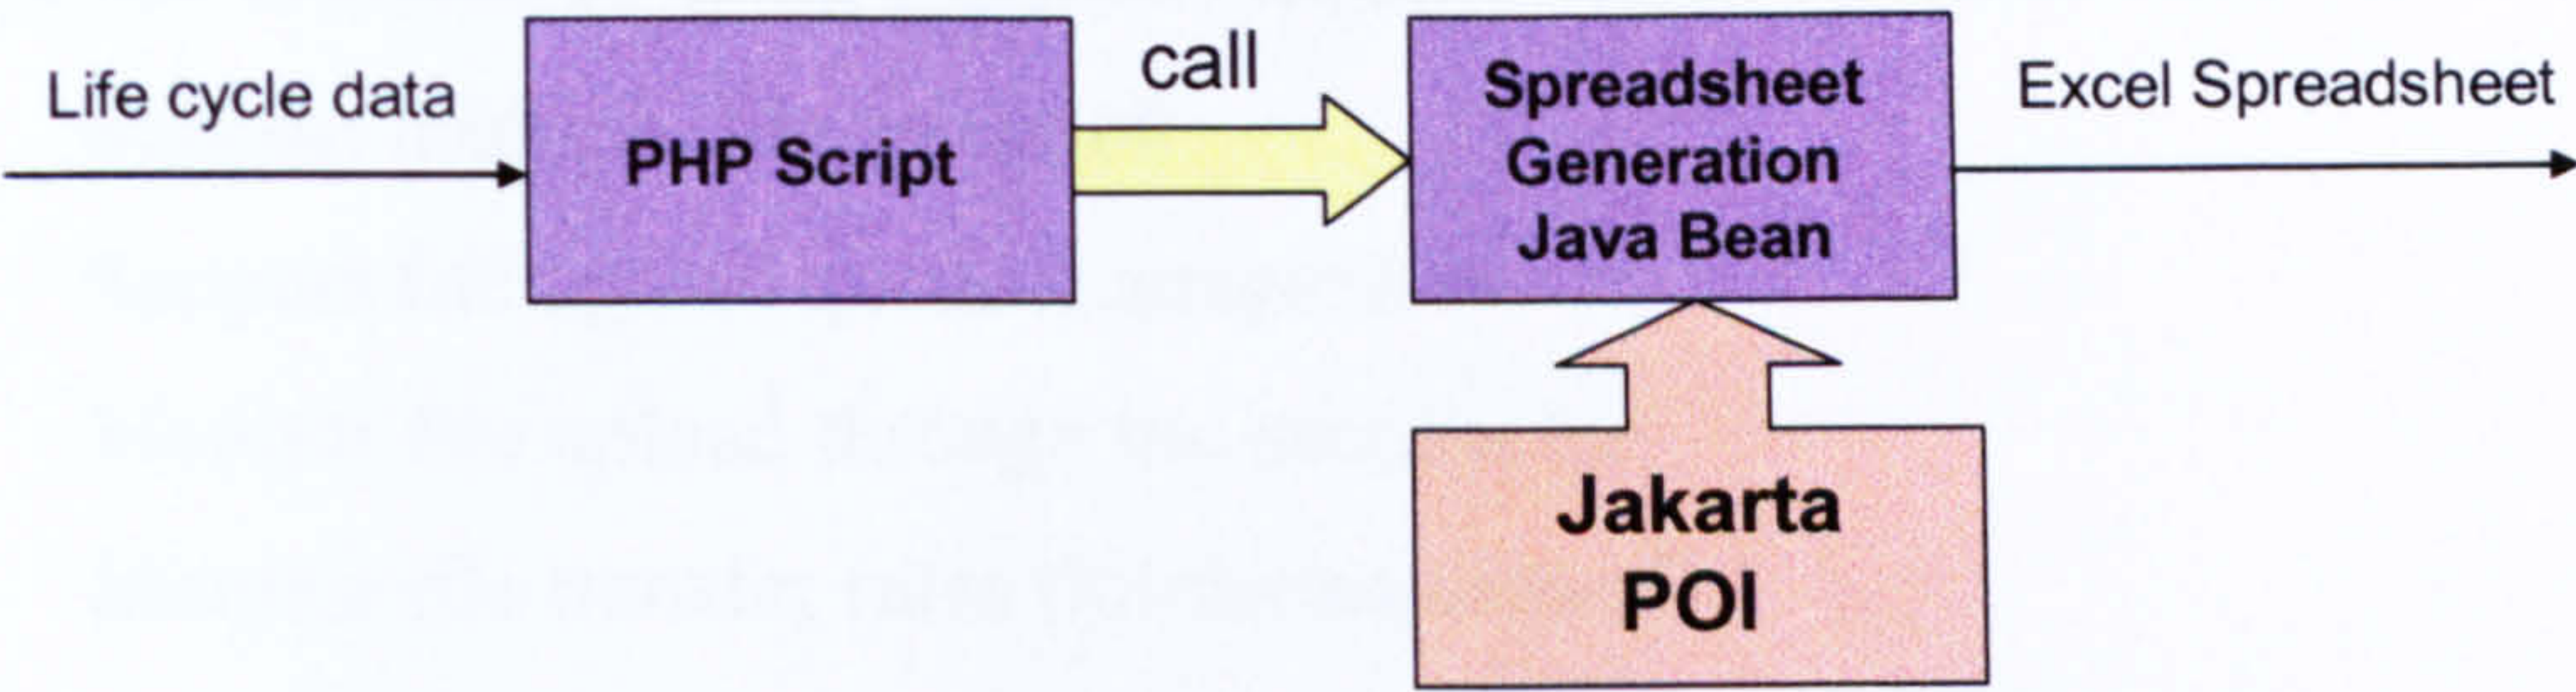 Life cycle data
PHP Script
call
Spreadsheet
Generation
Java Bean
Excel Spreadsheet
Jakarta
POI